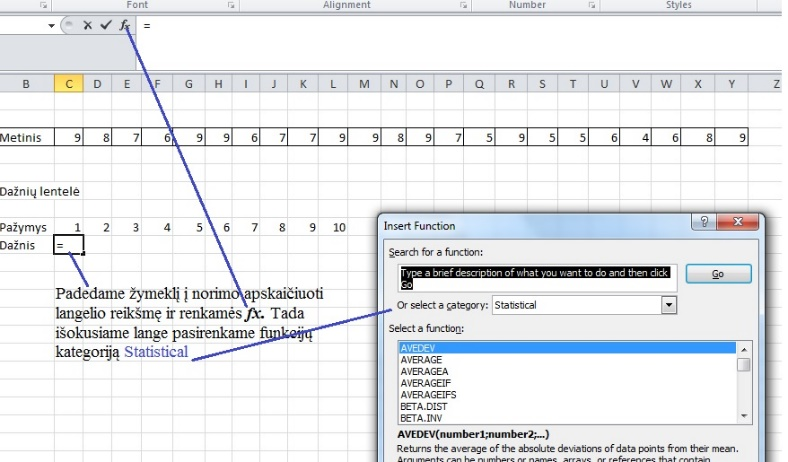 Font Alignment Number Styles
fx =
B C D E F G H I J K L M N O P Q R S T U V W X Y Z
Metinis 9 8 7 6 9 9 6 7 7 9 9 8 9 7 5 9 5 5 6 4 6 8 9
Dažnių lentelė
Pažymys 1 2 3 4 5 6 7 8 9 10
Dažnis =
Padedame žymeklį į norimo apskaičiuoti
langelio reikšmę ir renkamės fx. Tada
išokusiame lange pasirenkame funkcijų
kategoriją Statistical
Insert Function
Search for a function:
Type a brief description of what you want to do and then click
Go
Go
Or select a category: Statistical
Select a function:
AVEDEV
AVERAGE
AVERAGEA
AVERAGEIF
AVERAGEIFS
BETA.DIST
BETA.INV
AVEDEV(number1;number2;...)
Returns the average of the absolute deviations of data points from their mean.
Arguments can be numbers or names, arrays, or references that contain